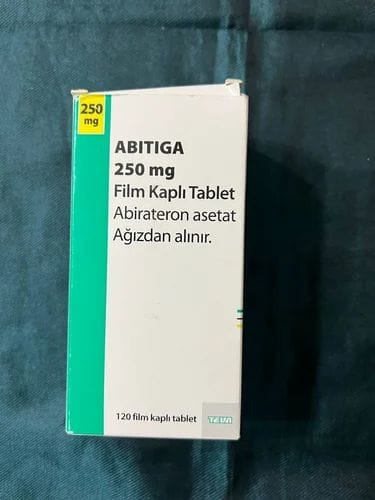 250
mg
ABITIGA
250 mg
Film Kaplı Tablet
Abirateron asetat
Ağızdan alınır.
120 film kaplı tablet
TEVA